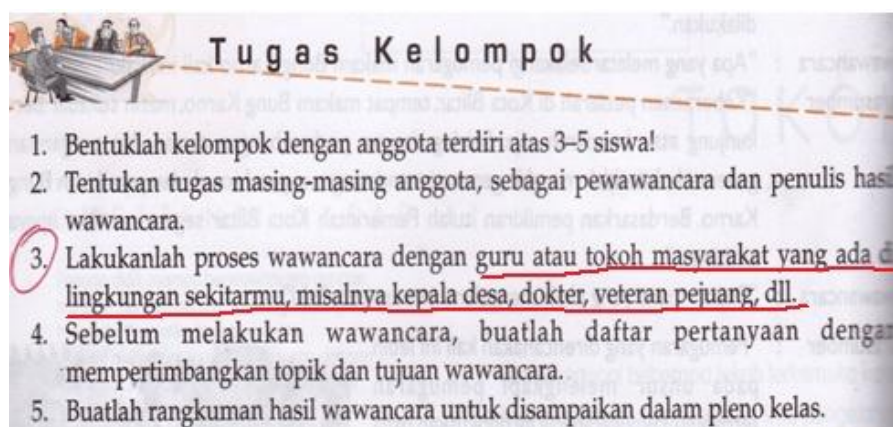 Tugas Kelompok
1. Bentuklah kelompok dengan anggota terdiri atas 3–5 siswa!
2. Tentukan tugas masing-masing anggota, sebagai pewawancara dan penulis hasil
wawancara.
3. Lakukanlah proses wawancara dengan guru atau tokoh masyarakat yang ada d
lingkungan sekitarmu, misalnya kepala desa, dokter, veteran pejuang, dll.
4. Sebelum melakukan wawancara, buatlah daftar pertanyaan dengan
mempertimbangkan topik dan tujuan wawancara.
5. Buatlah rangkuman hasil wawancara untuk disampaikan dalam pleno kelas.